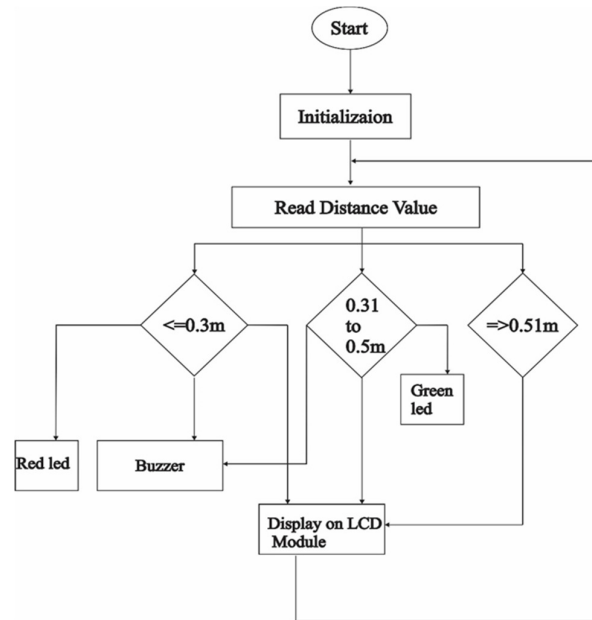 Start
Initializaion
Read Distance Value
<=0.3m
0.31
to
0.5m
=>0.51m
Green
led
Red led
Buzzer
Display on LCD
Module